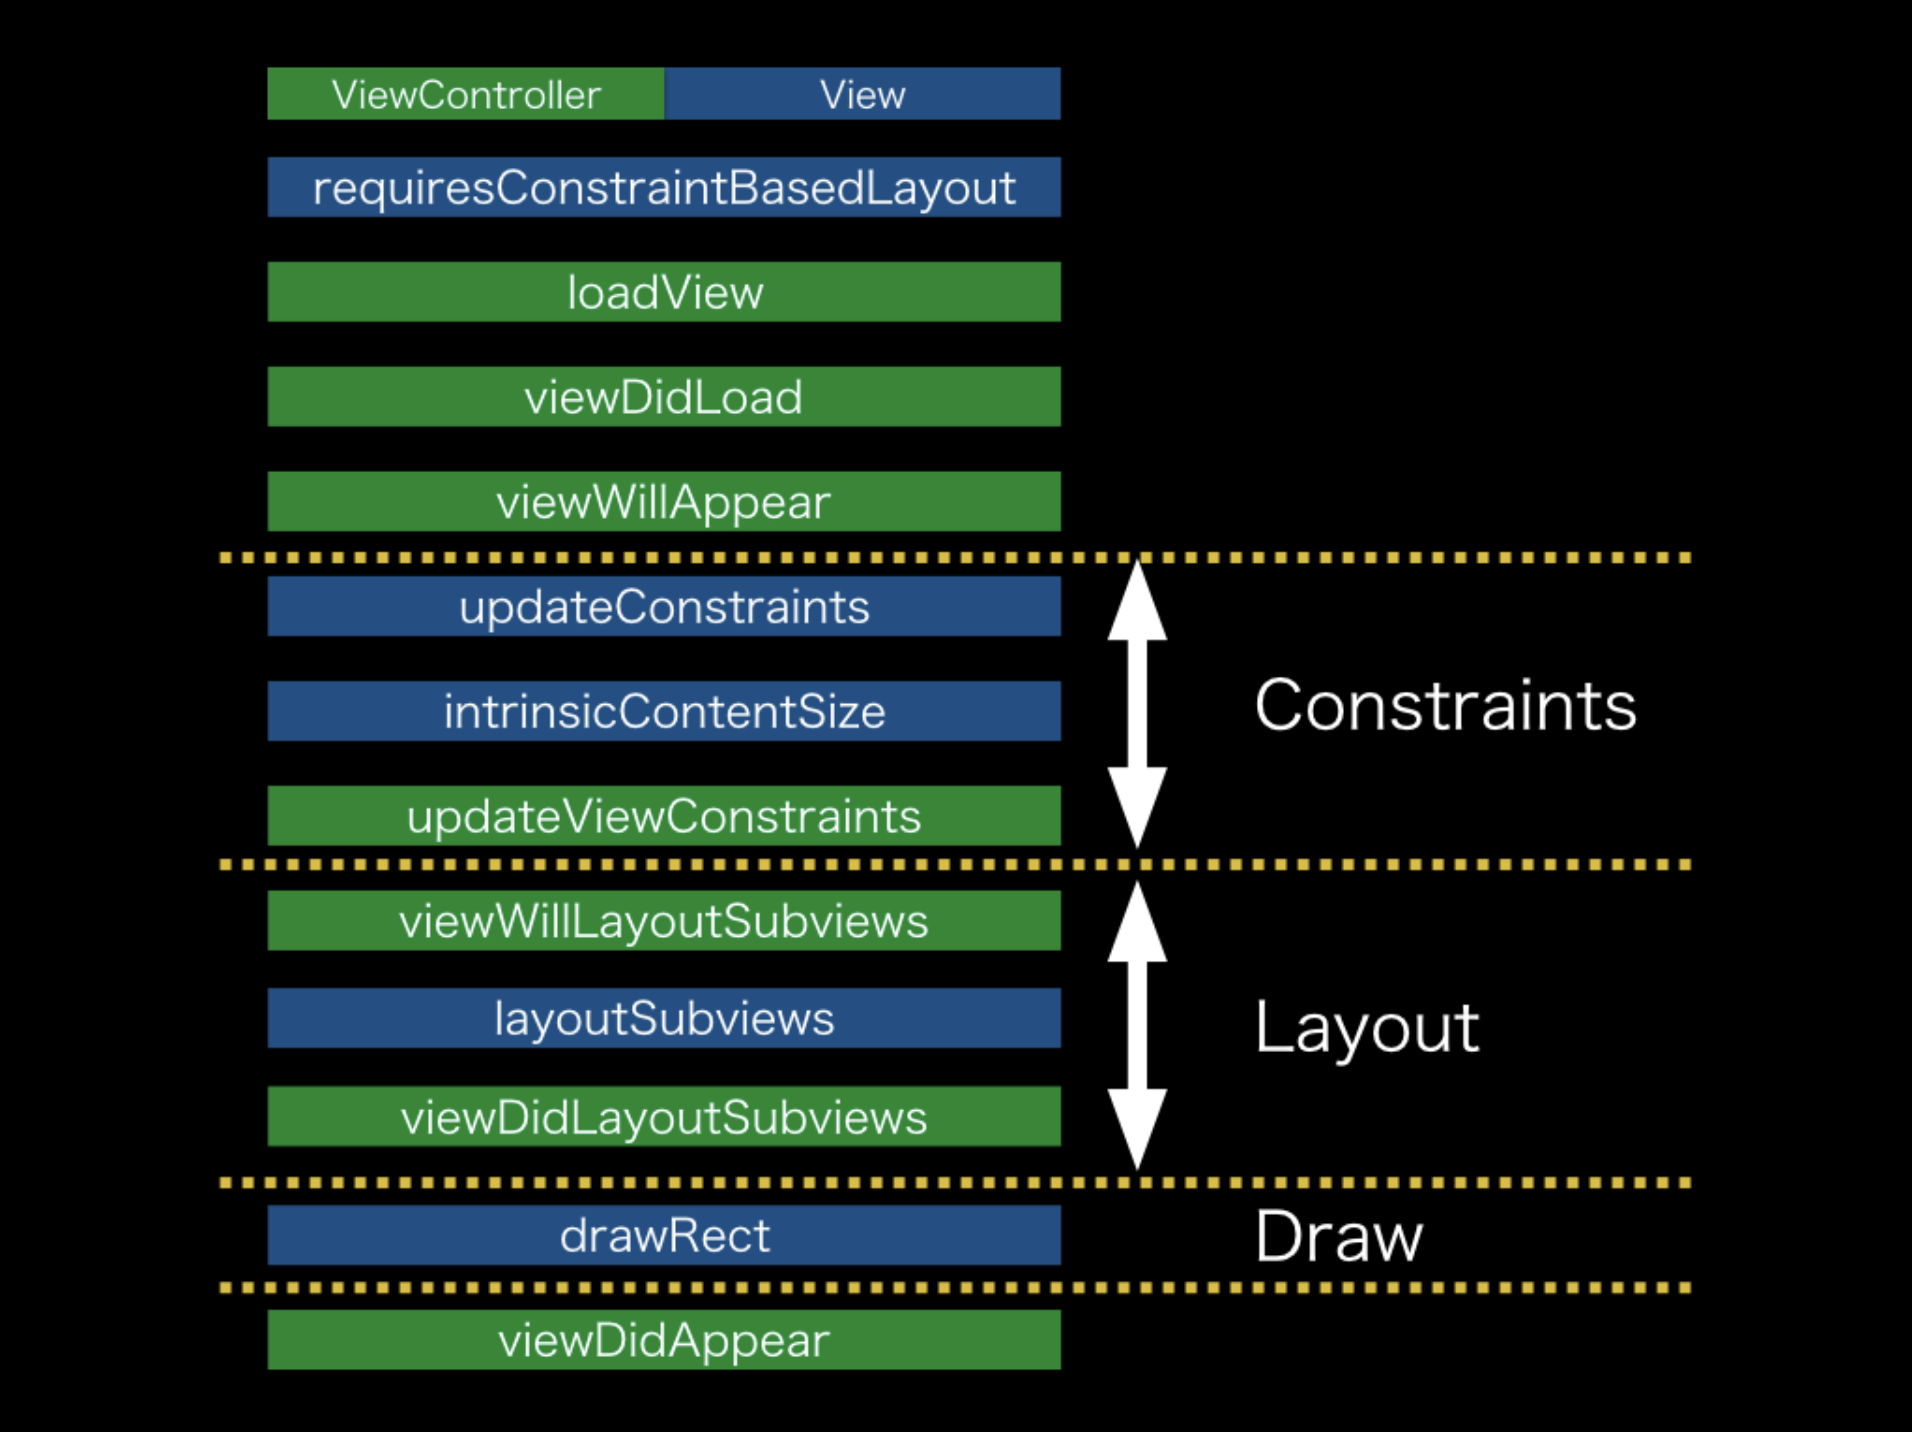 ViewController View
requiresConstraintBasedLayout
loadView
viewDidLoad
viewWillAppear
updateConstraints
intrinsicContentSize
Constraints
updateViewConstraints
viewWillLayoutSubviews
layoutSubviews
Layout
viewDidLayoutSubviews
drawRect
Draw
viewDidAppear